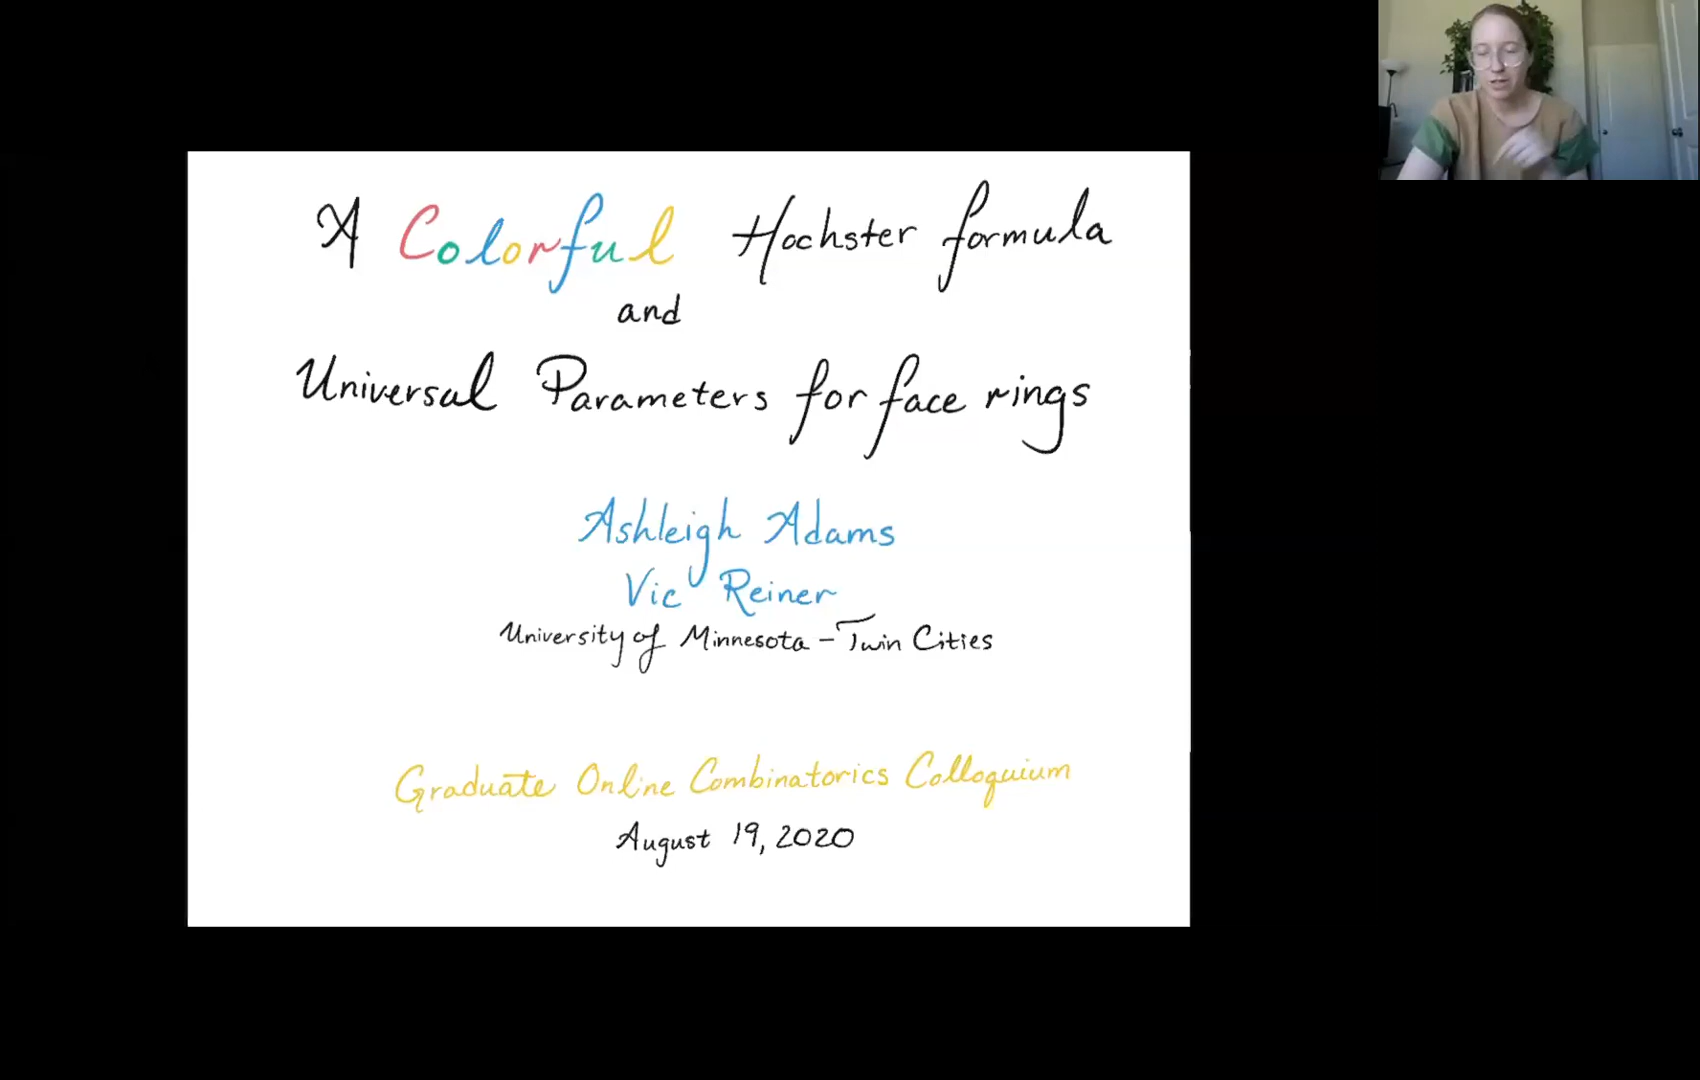 A Colorful Hochster formula
and
Universal Parameters for face rings
Ashleigh Adams
Vic Reiner
University of Minnesota - Twin Cities
Graduate Online Combinatorics Colloquium
August 19, 2020